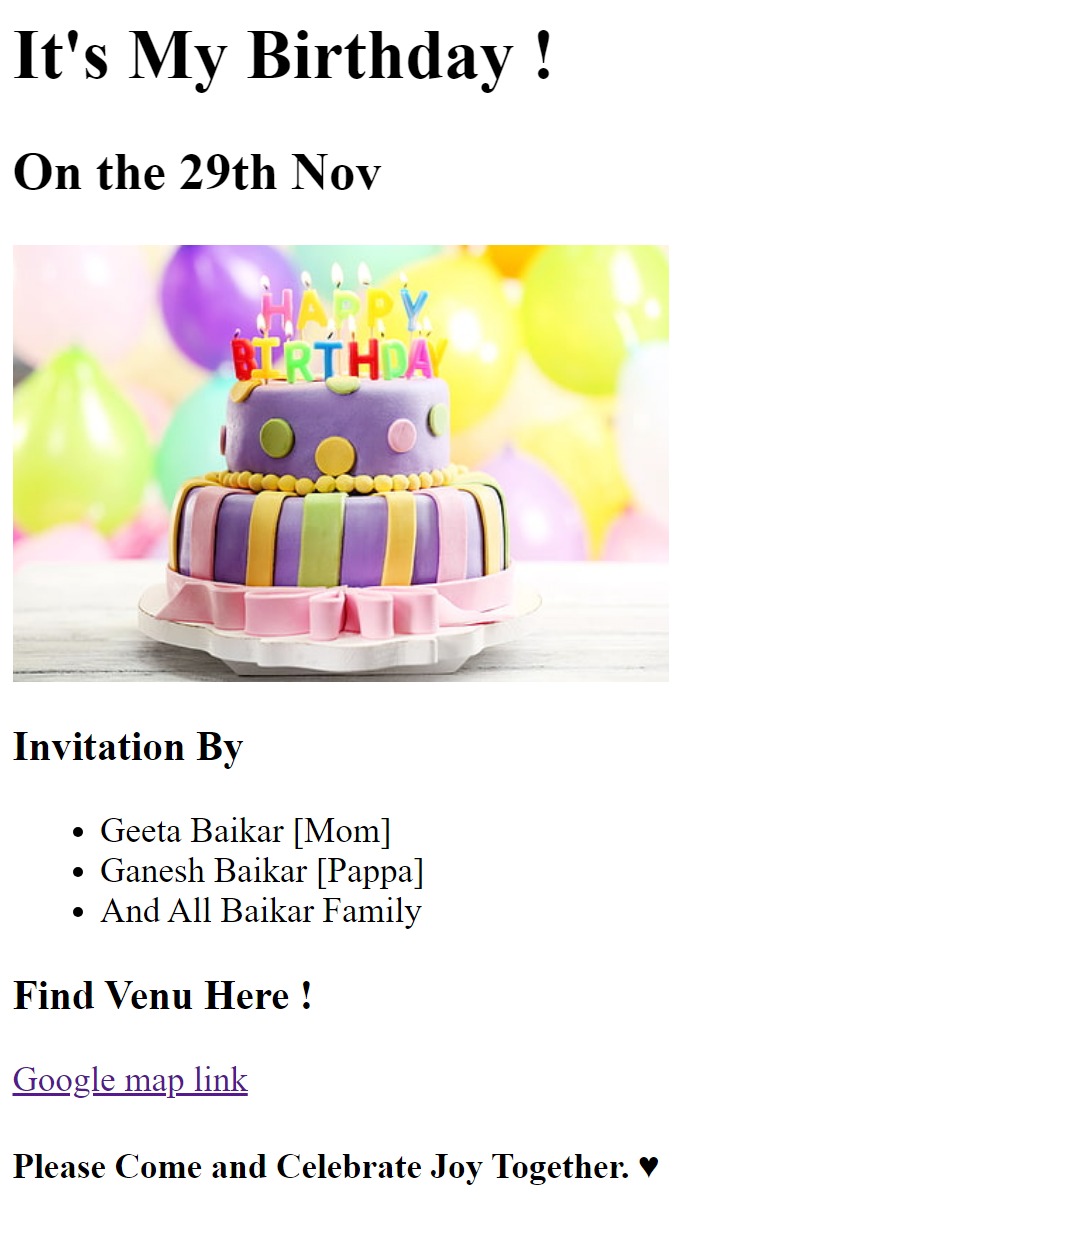 It's My Birthday !
On the 29th Nov
HAPPY
BIRTHDAY
Invitation By
Geeta Baikar [Mom]
Ganesh Baikar [Pappa]
And All Baikar Family
Find Venu Here !
Google map link
Please Come and Celebrate Joy Together. ♥